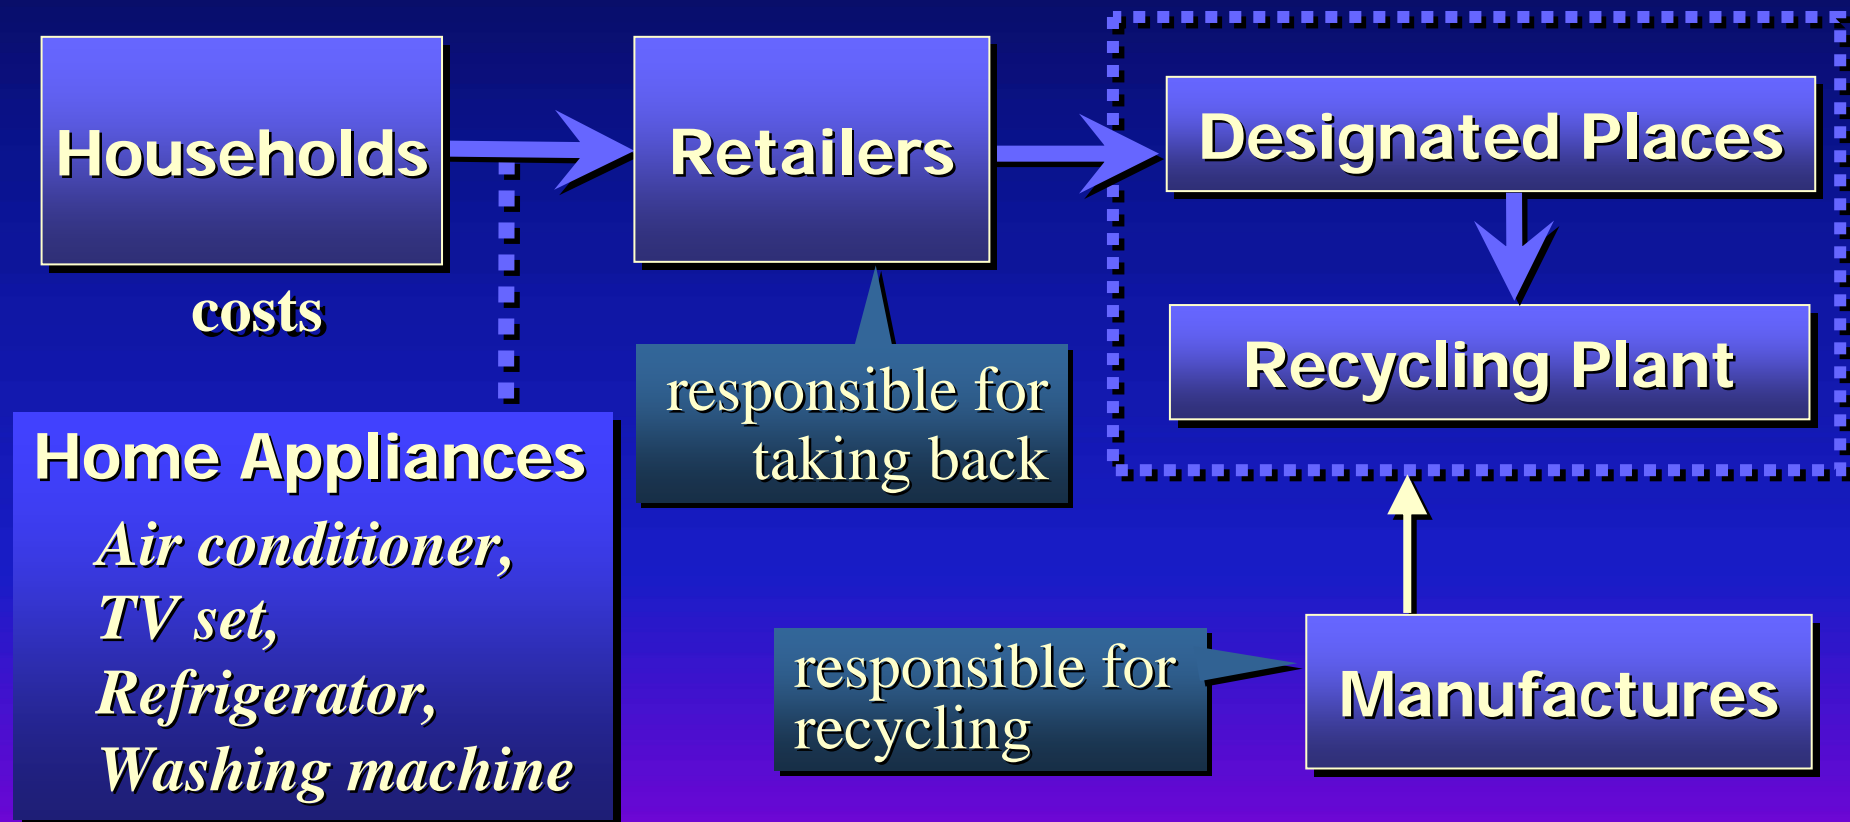 Households
Retailers
Designated Places
costs
Recycling Plant
responsible for
taking back
Home Appliances
Air conditioner,
TV set,
Refrigerator,
Washing machine
responsible for
recycling
Manufactures